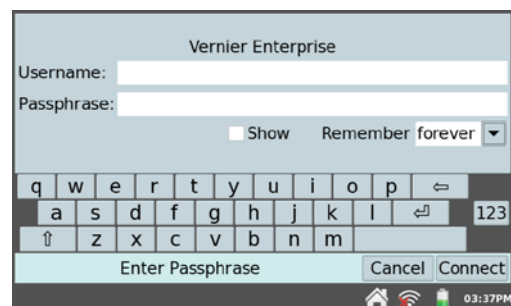 Vernier Enterprise
Username:
Passphrase:
Show Remember forever
q w e r t y u i o p ⇦
a s d f g h j k l ⏎ 123
⇧ z x c v b n m
Enter Passphrase Cancel Connect
03:37PM